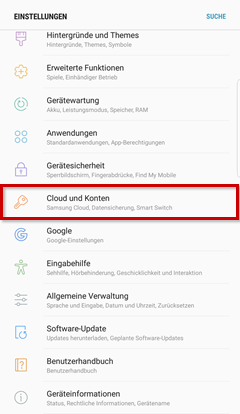 EINSTELLUNGEN SUCHE
Hintergründe und Themes
Hintergründe, Themes, Symbole
Erweiterte Funktionen
Spiele, Einhändiger Betrieb
Gerätewartung
Akku, Leistungsmodus, Speicher, RAM
Anwendungen
Standardanwendungen, App-Berechtigungen
Gerätesicherheit
Sperrbildschirm, Fingerabdrücke, Find My Mobile
Cloud und Konten
Samsung Cloud, Datensicherung, Smart Switch
Google
Google-Einstellungen
Eingabehilfe
Sehhilfe, Hörbehinderung, Geschicklichkeit und Interaktion
Allgemeine Verwaltung
Sprache und Eingabe, Datum und Uhrzeit, Zurücksetzen
Software-Update
Updates herunterladen, Geplante Software-Updates
Benutzerhandbuch
Benutzerhandbuch
Geräteinformationen
Status, Rechtliche Informationen, Gerätename